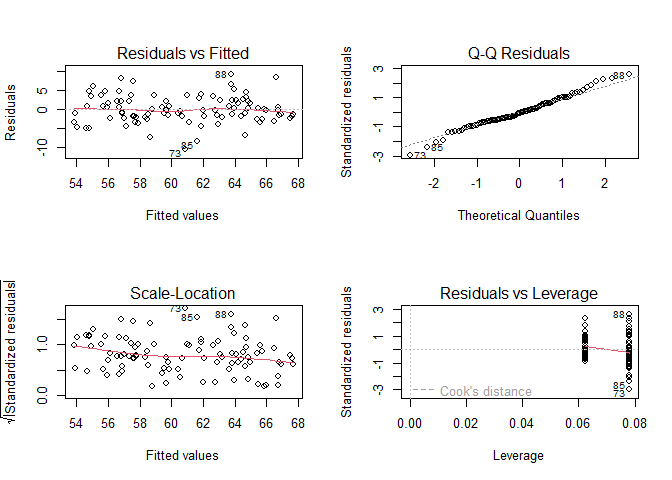 Residuals vs Fitted
Residuals
-10
0
5
88
85
73
54 56 58 60 62 64 66 68
Fitted values
Q-Q Residuals
Standardized residuals
-3
-1
1
3
88
85
73
-2 -1 0 1 2
Theoretical Quantiles
Scale-Location
√|Standardized residuals|
0.0
1.0
73
85
88
54 56 58 60 62 64 66 68
Fitted values
Residuals vs Leverage
Standardized residuals
-3
-1
1
3
88
85
73
Cook's distance
0.00 0.02 0.04 0.06 0.08
Leverage